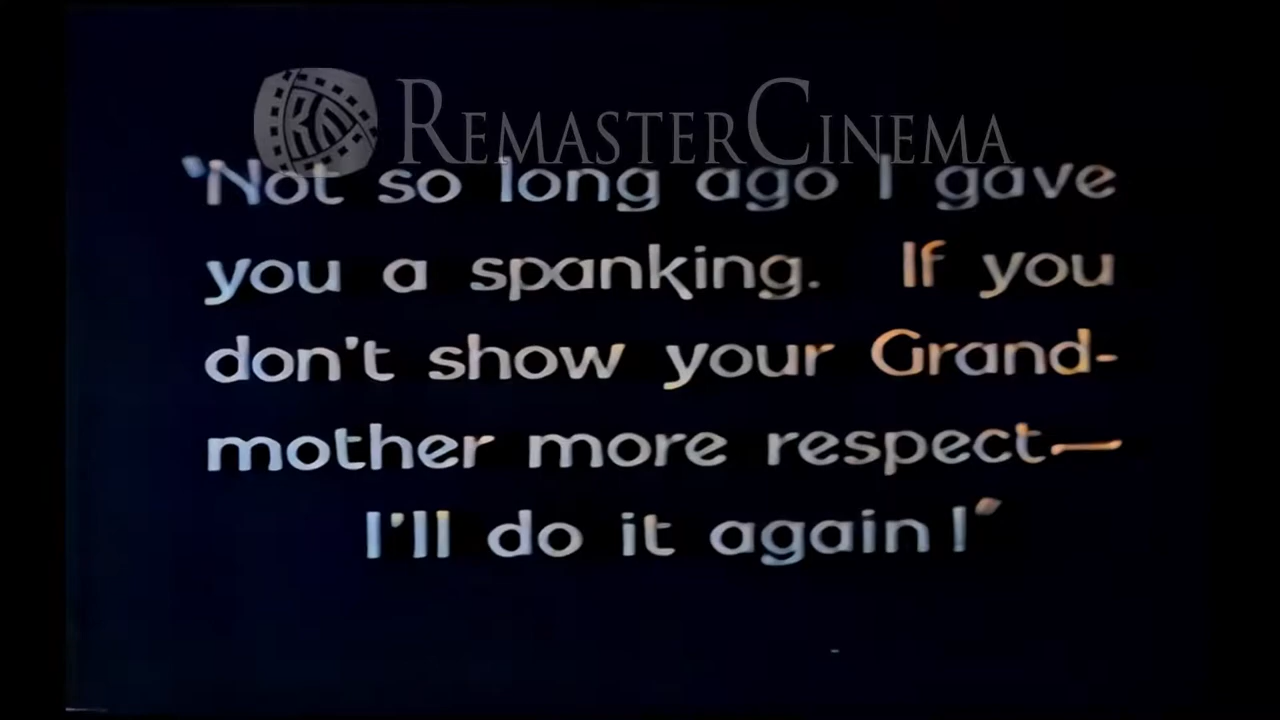 REMASTERCINEMA
"Not so long ago I gave
you a spanking. If you
don't show your Grand-
mother more respect—
I'll do it again!"